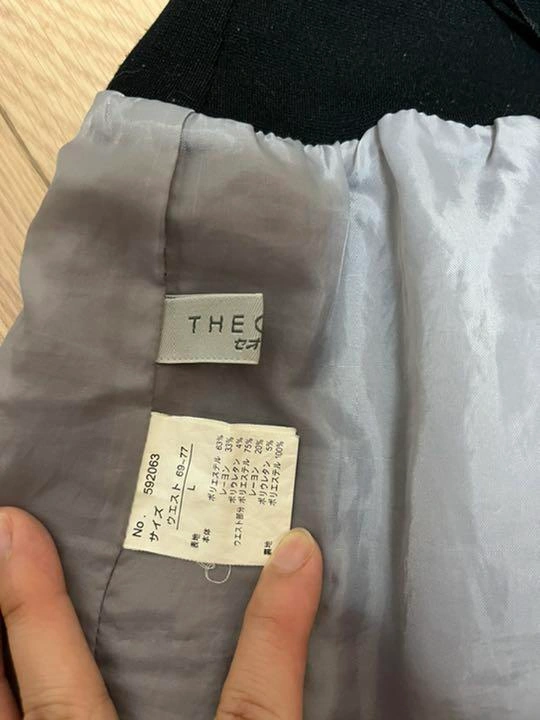 THE
No. 592063
サイズ
ウエスト 69-77
L
表地
本体 ポリエステル 63%
レーヨン 33%
ポリウレタン 4%
ウエスト部分 ポリエステル 75%
レーヨン 20%
ポリウレタン 5%
裏地 ポリエステル 100%